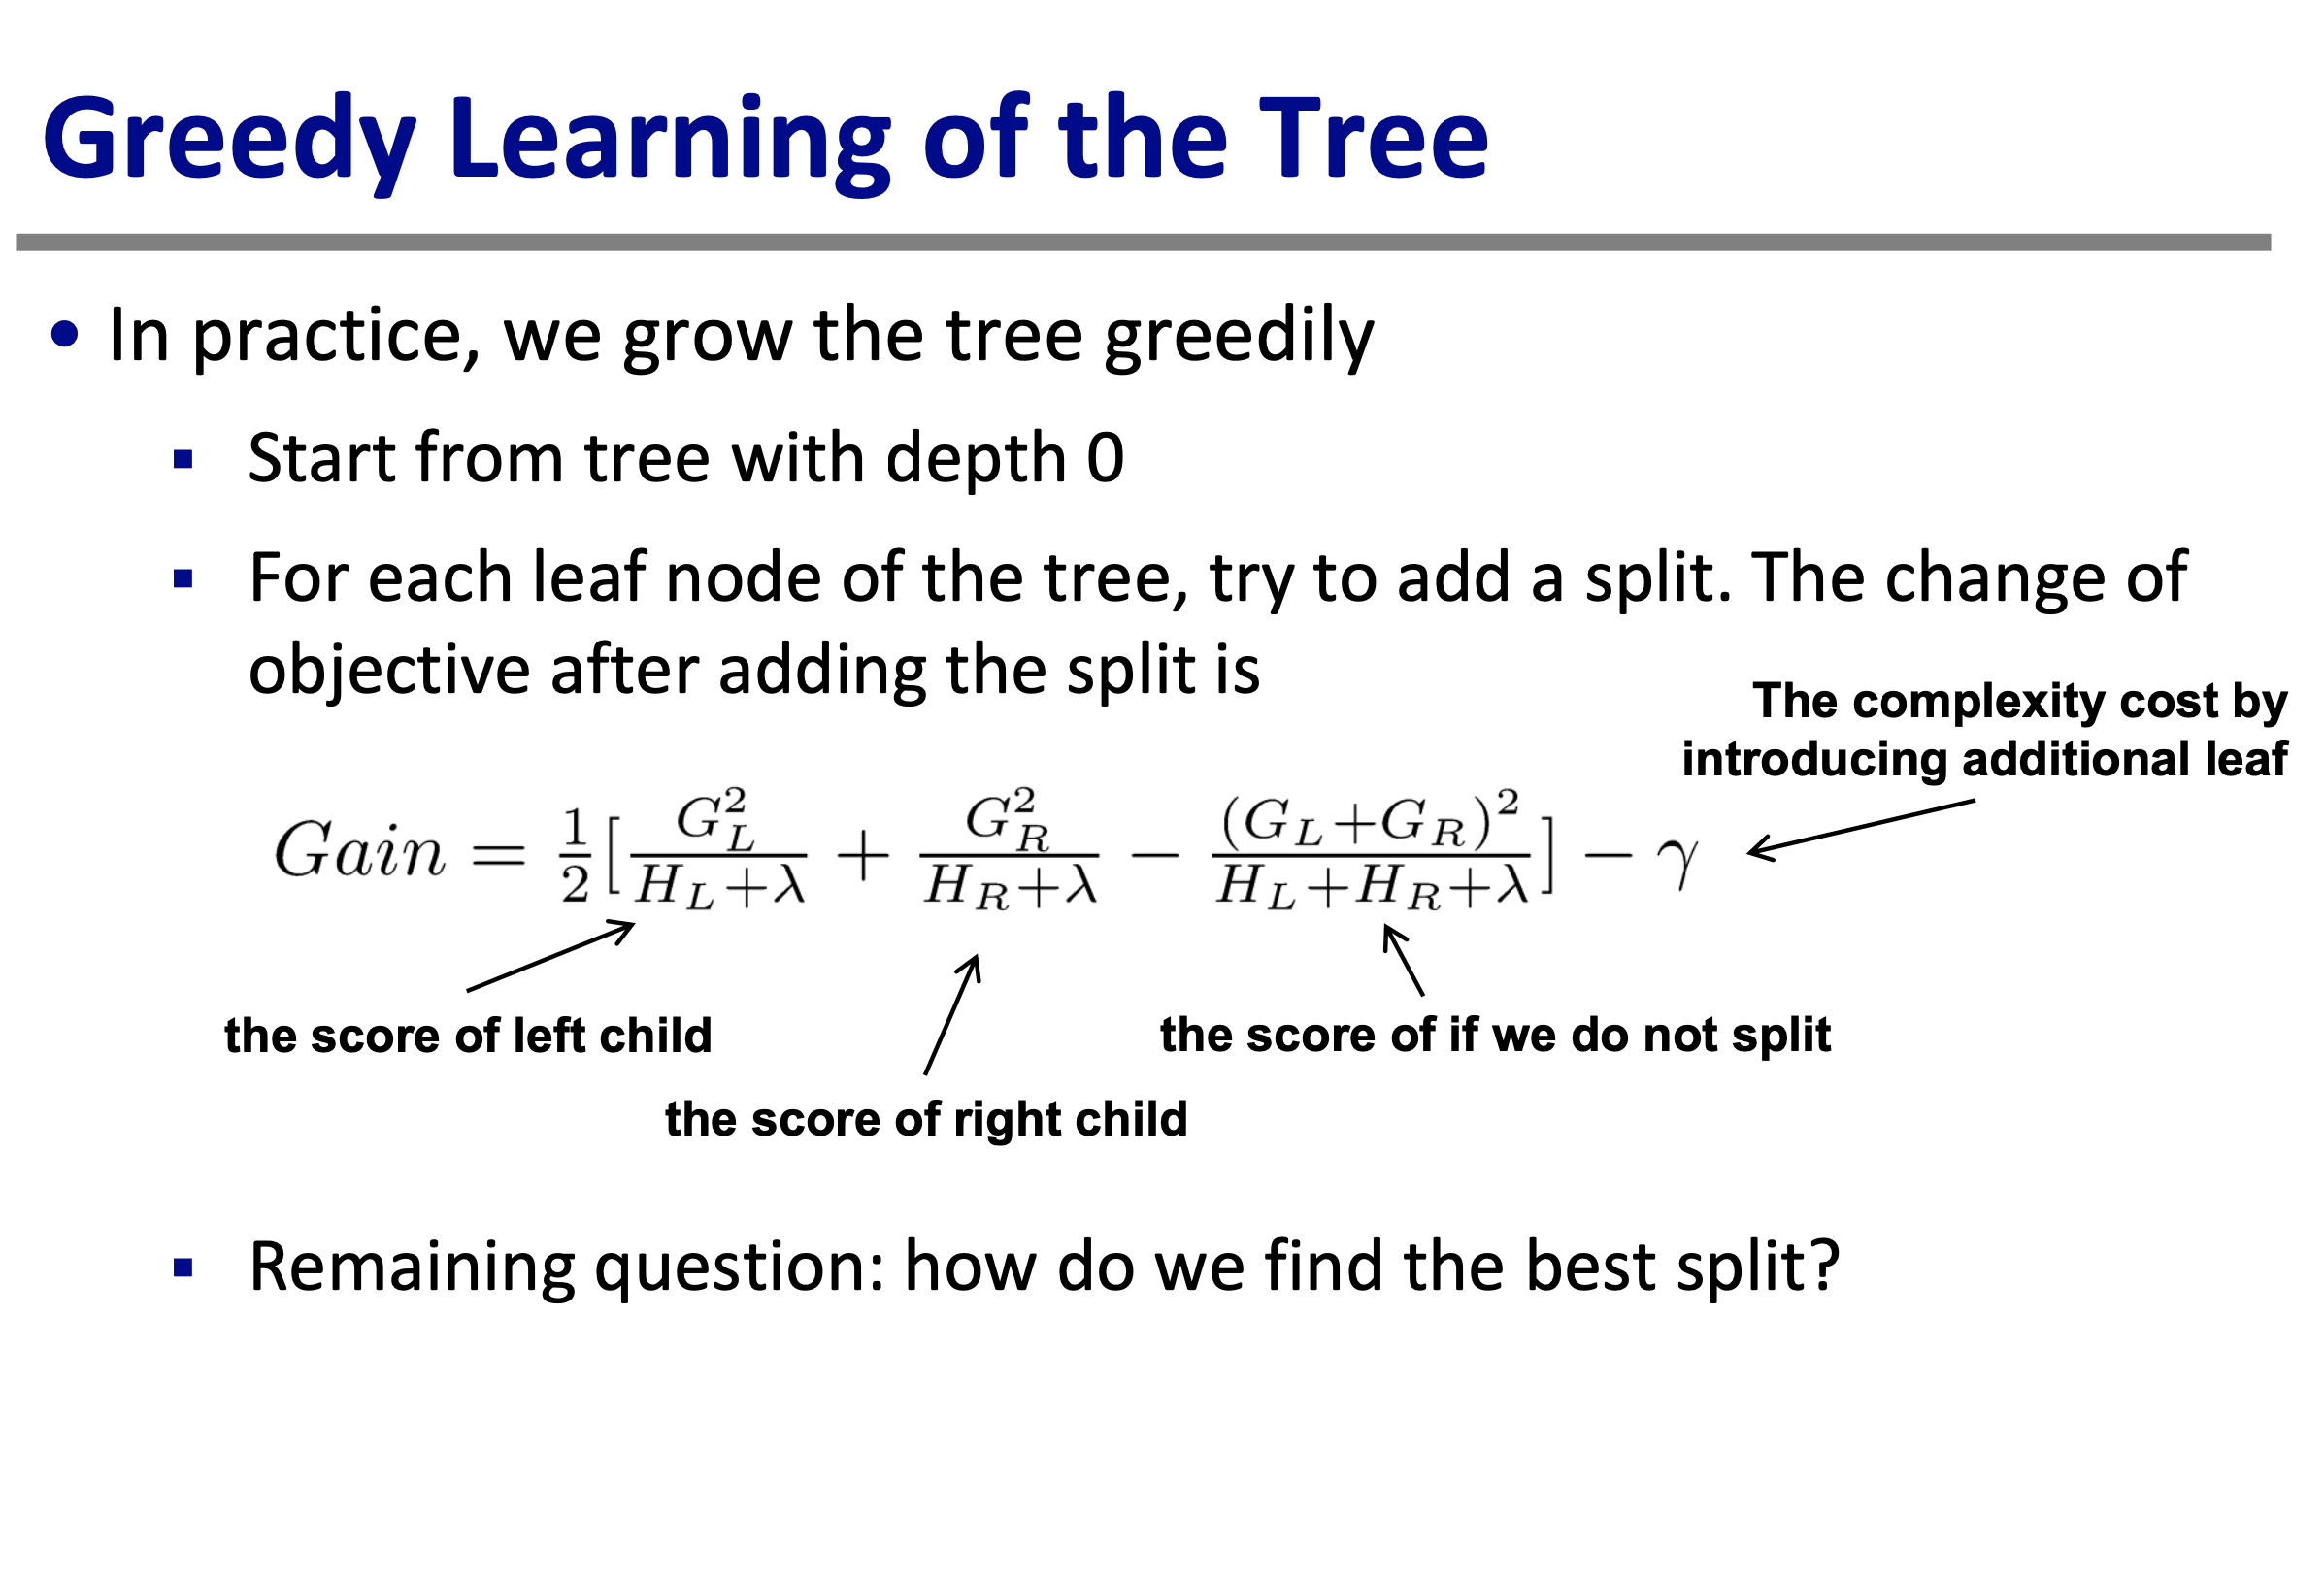 Greedy Learning of the Tree
• In practice, we grow the tree greedily
▪ Start from tree with depth 0
▪ For each leaf node of the tree, try to add a split. The change of
objective after adding the split is
The complexity cost by
introducing additional leaf
$Gain = \frac{1}{2}[\frac{G_L^2}{H_L+\lambda} + \frac{G_R^2}{H_R+\lambda} - \frac{(G_L+G_R)^2}{H_L+H_R+\lambda}] - \gamma$
the score of left child
the score of if we do not split
the score of right child
▪ Remaining question: how do we find the best split?